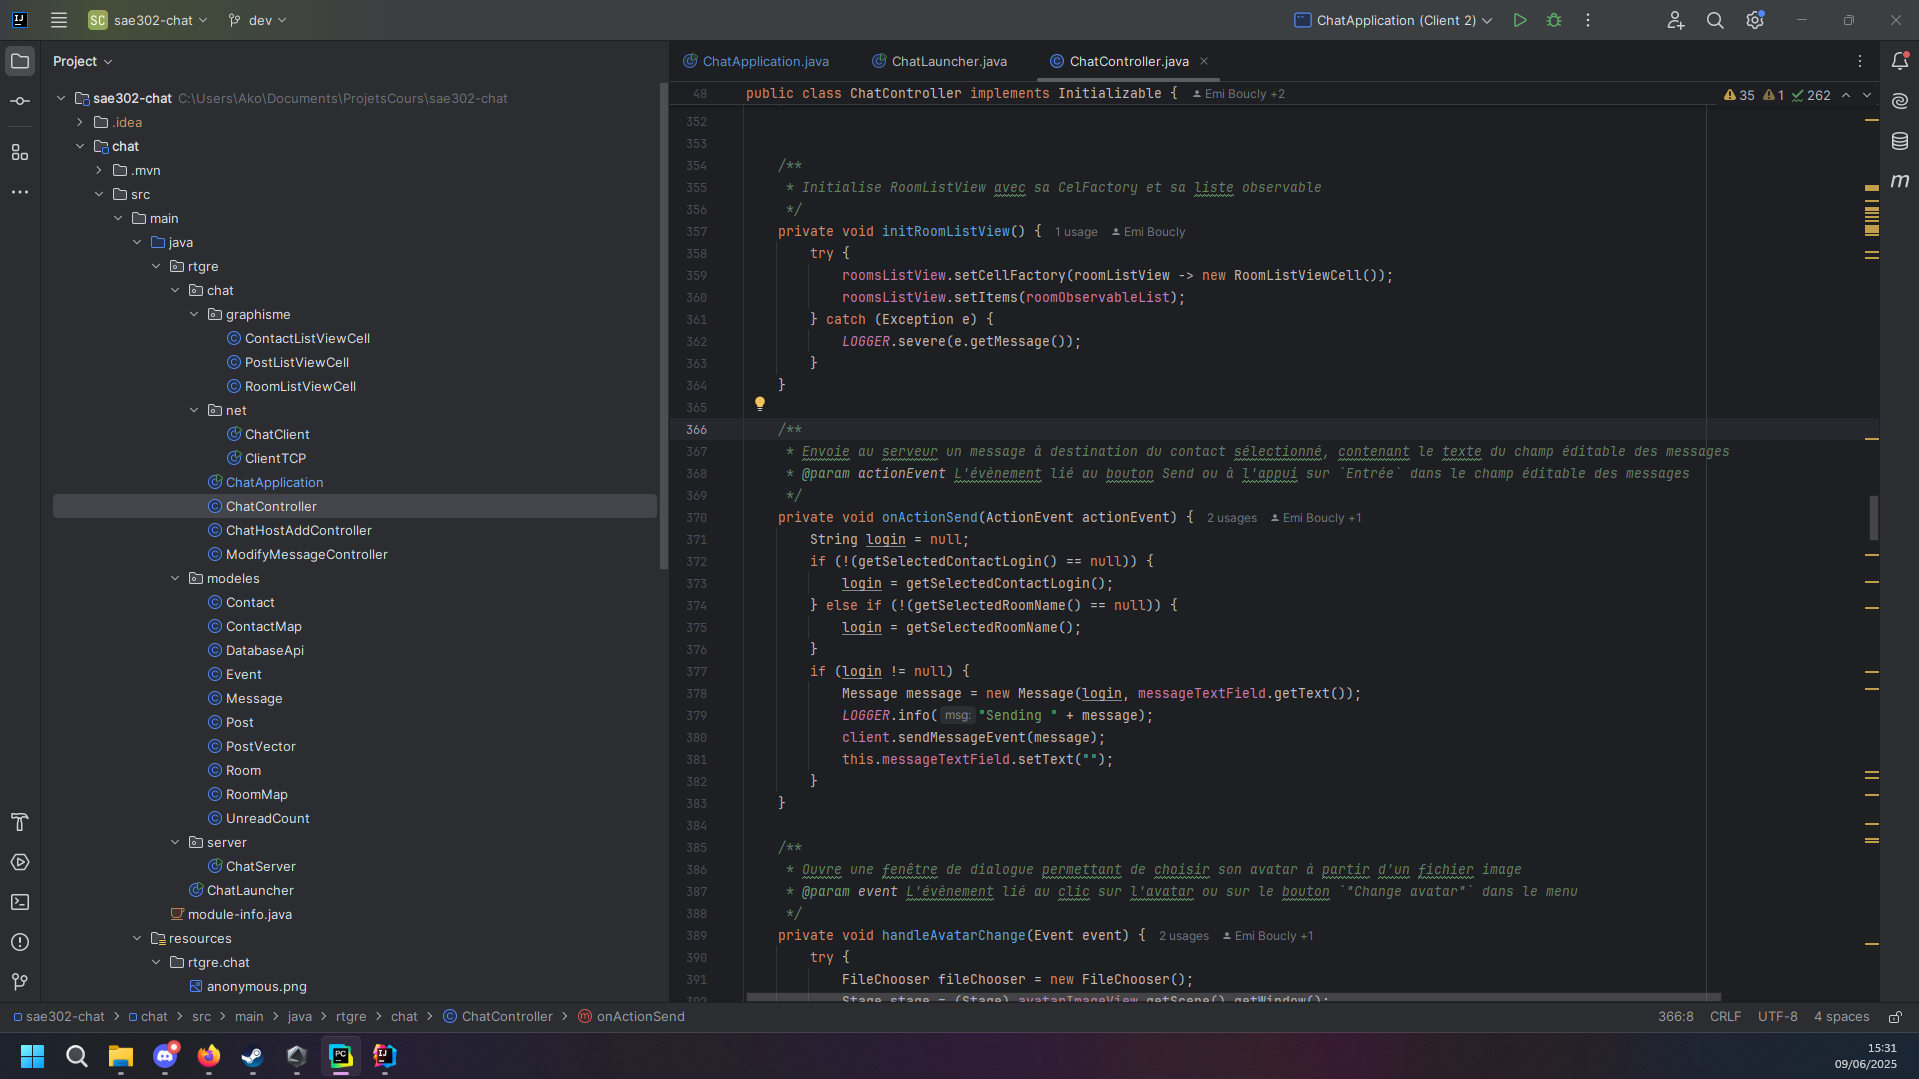 SC sae302-chat dev ChatApplication (Client 2)
Project
sae302-chat C:\Users\Ako\Documents\ProjetsCours\sae302-chat
.idea
chat
.mvn
src
main
java
rtgre
chat
graphisme
ContactListViewCell
PostListViewCell
RoomListViewCell
net
ChatClient
ClientTCP
ChatApplication
ChatController
ChatHostAddController
ModifyMessageController
modeles
Contact
ContactMap
DatabaseApi
Event
Message
Post
PostVector
Room
RoomMap
UnreadCount
server
ChatServer
ChatLauncher
module-info.java
resources
rtgre.chat
anonymous.png
ChatApplication.java ChatLauncher.java ChatController.java
48 public class ChatController implements Initializable { Emi Boucly +2 35 1 262
352
353
354 /**
355 * Initialise RoomListView avec sa CelFactory et sa liste observable
356 */
357 private void initRoomListView() { 1 usage Emi Boucly
358 try {
359 roomsListView.setCellFactory(roomListView -> new RoomListViewCell());
360 roomsListView.setItems(roomObservableList);
361 } catch (Exception e) {
362 LOGGER.severe(e.getMessage());
363 }
364 }
365
366 /**
367 * Envoie au serveur un message à destination du contact sélectionné, contenant le texte du champ éditable des messages
368 * @param actionEvent L'évènement lié au bouton Send ou à l'appui sur `Entrée` dans le champ éditable des messages
369 */
370 private void onActionSend(ActionEvent actionEvent) { 2 usages Emi Boucly +1
371 String login = null;
372 if (!(getSelectedContactLogin() == null)) {
373 login = getSelectedContactLogin();
374 } else if (!(getSelectedRoomName() == null)) {
375 login = getSelectedRoomName();
376 }
377 if (login != null) {
378 Message message = new Message(login, messageTextField.getText());
379 LOGGER.info( msg: "Sending " + message);
380 client.sendMessageEvent(message);
381 this.messageTextField.setText("");
382 }
383 }
384
385 /**
386 * Ouvre une fenêtre de dialogue permettant de choisir son avatar à partir d'un fichier image
387 * @param event L'évènement lié au clic sur l'avatar ou sur le bouton `"Change avatar"` dans le menu
388 */
389 private void handleAvatarChange(Event event) { 2 usages Emi Boucly +1
390 try {
391 FileChooser fileChooser = new FileChooser();
392 Stage stage = (Stage) avatarImageView.getScene().getWindow();
sae302-chat > chat > src > main > java > rtgre > chat > ChatController > onActionSend 366:8 CRLF UTF-8 4 spaces
15:31
09/06/2025